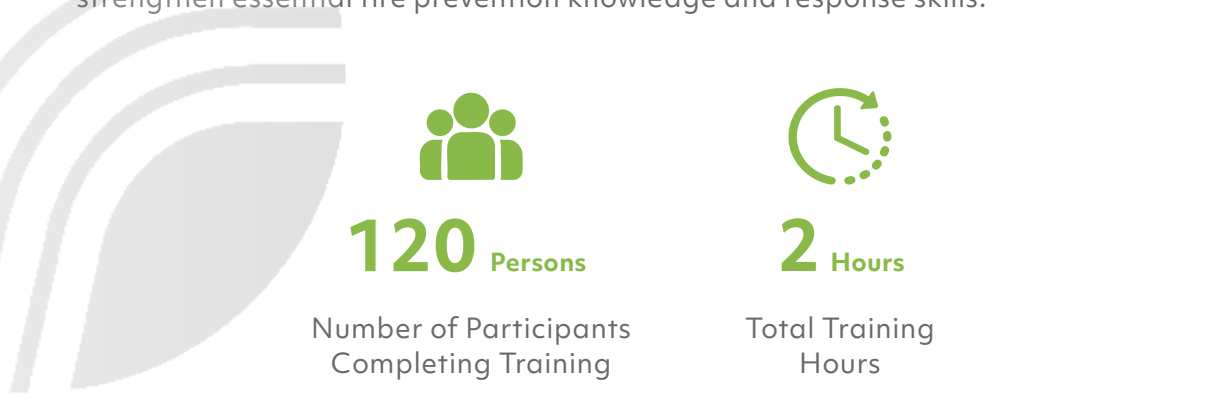 strengthen essential fire prevention knowledge and response skills.
120 Persons
Number of Participants
Completing Training
2 Hours
Total Training
Hours